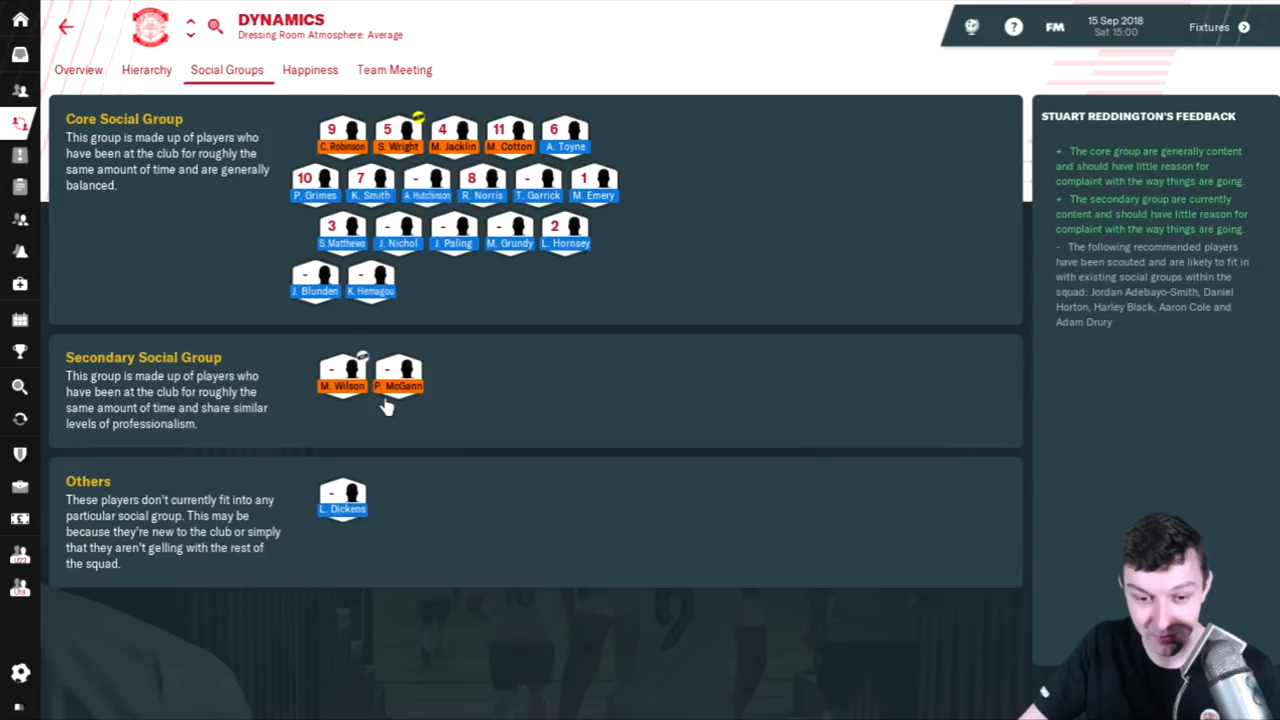 DYNAMICS
Dressing Room Atmosphere: Average
FM
15 Sep 2018
Sat 15:00
Fixtures
Overview
Hierarchy
Social Groups
Happiness
Team Meeting
Core Social Group
This group is made up of players who
have been at the club for roughly the
same amount of time and are generally
balanced.
9 5 4 11 6
C. Robinson S. Wright M. Jacklin M. Cotton A. Toyne
10 7 - 8 - 1
P. Grimes K. Smith A. Hutchinson R. Norris T. Garrick M. Emery
3 - - - 2
S. Matthews J. Nichol J. Paling M. Grundy L. Hornsey
- -
J. Blunden K. Hemagou
Secondary Social Group
This group is made up of players who
have been at the club for roughly the
same amount of time and share similar
levels of professionalism.
- -
M. Wilson P. McGann
Others
These players don't currently fit into any
particular social group. This may be
because they're new to the club or simply
that they aren't gelling with the rest of
the squad.
-
L. Dickens
STUART REDDINGTON'S FEEDBACK
+ The core group are generally content
and should have little reason for
complaint with the way things are going.
+ The secondary group are currently
content and should have little reason for
complaint with the way things are going.
- The following recommended players
have been scouted and are likely to fit in
with existing social groups within the
squad: Jordan Adebayo-Smith, Daniel
Horton, Harley Black, Aaron Cole and
Adam Drury
U23
U18